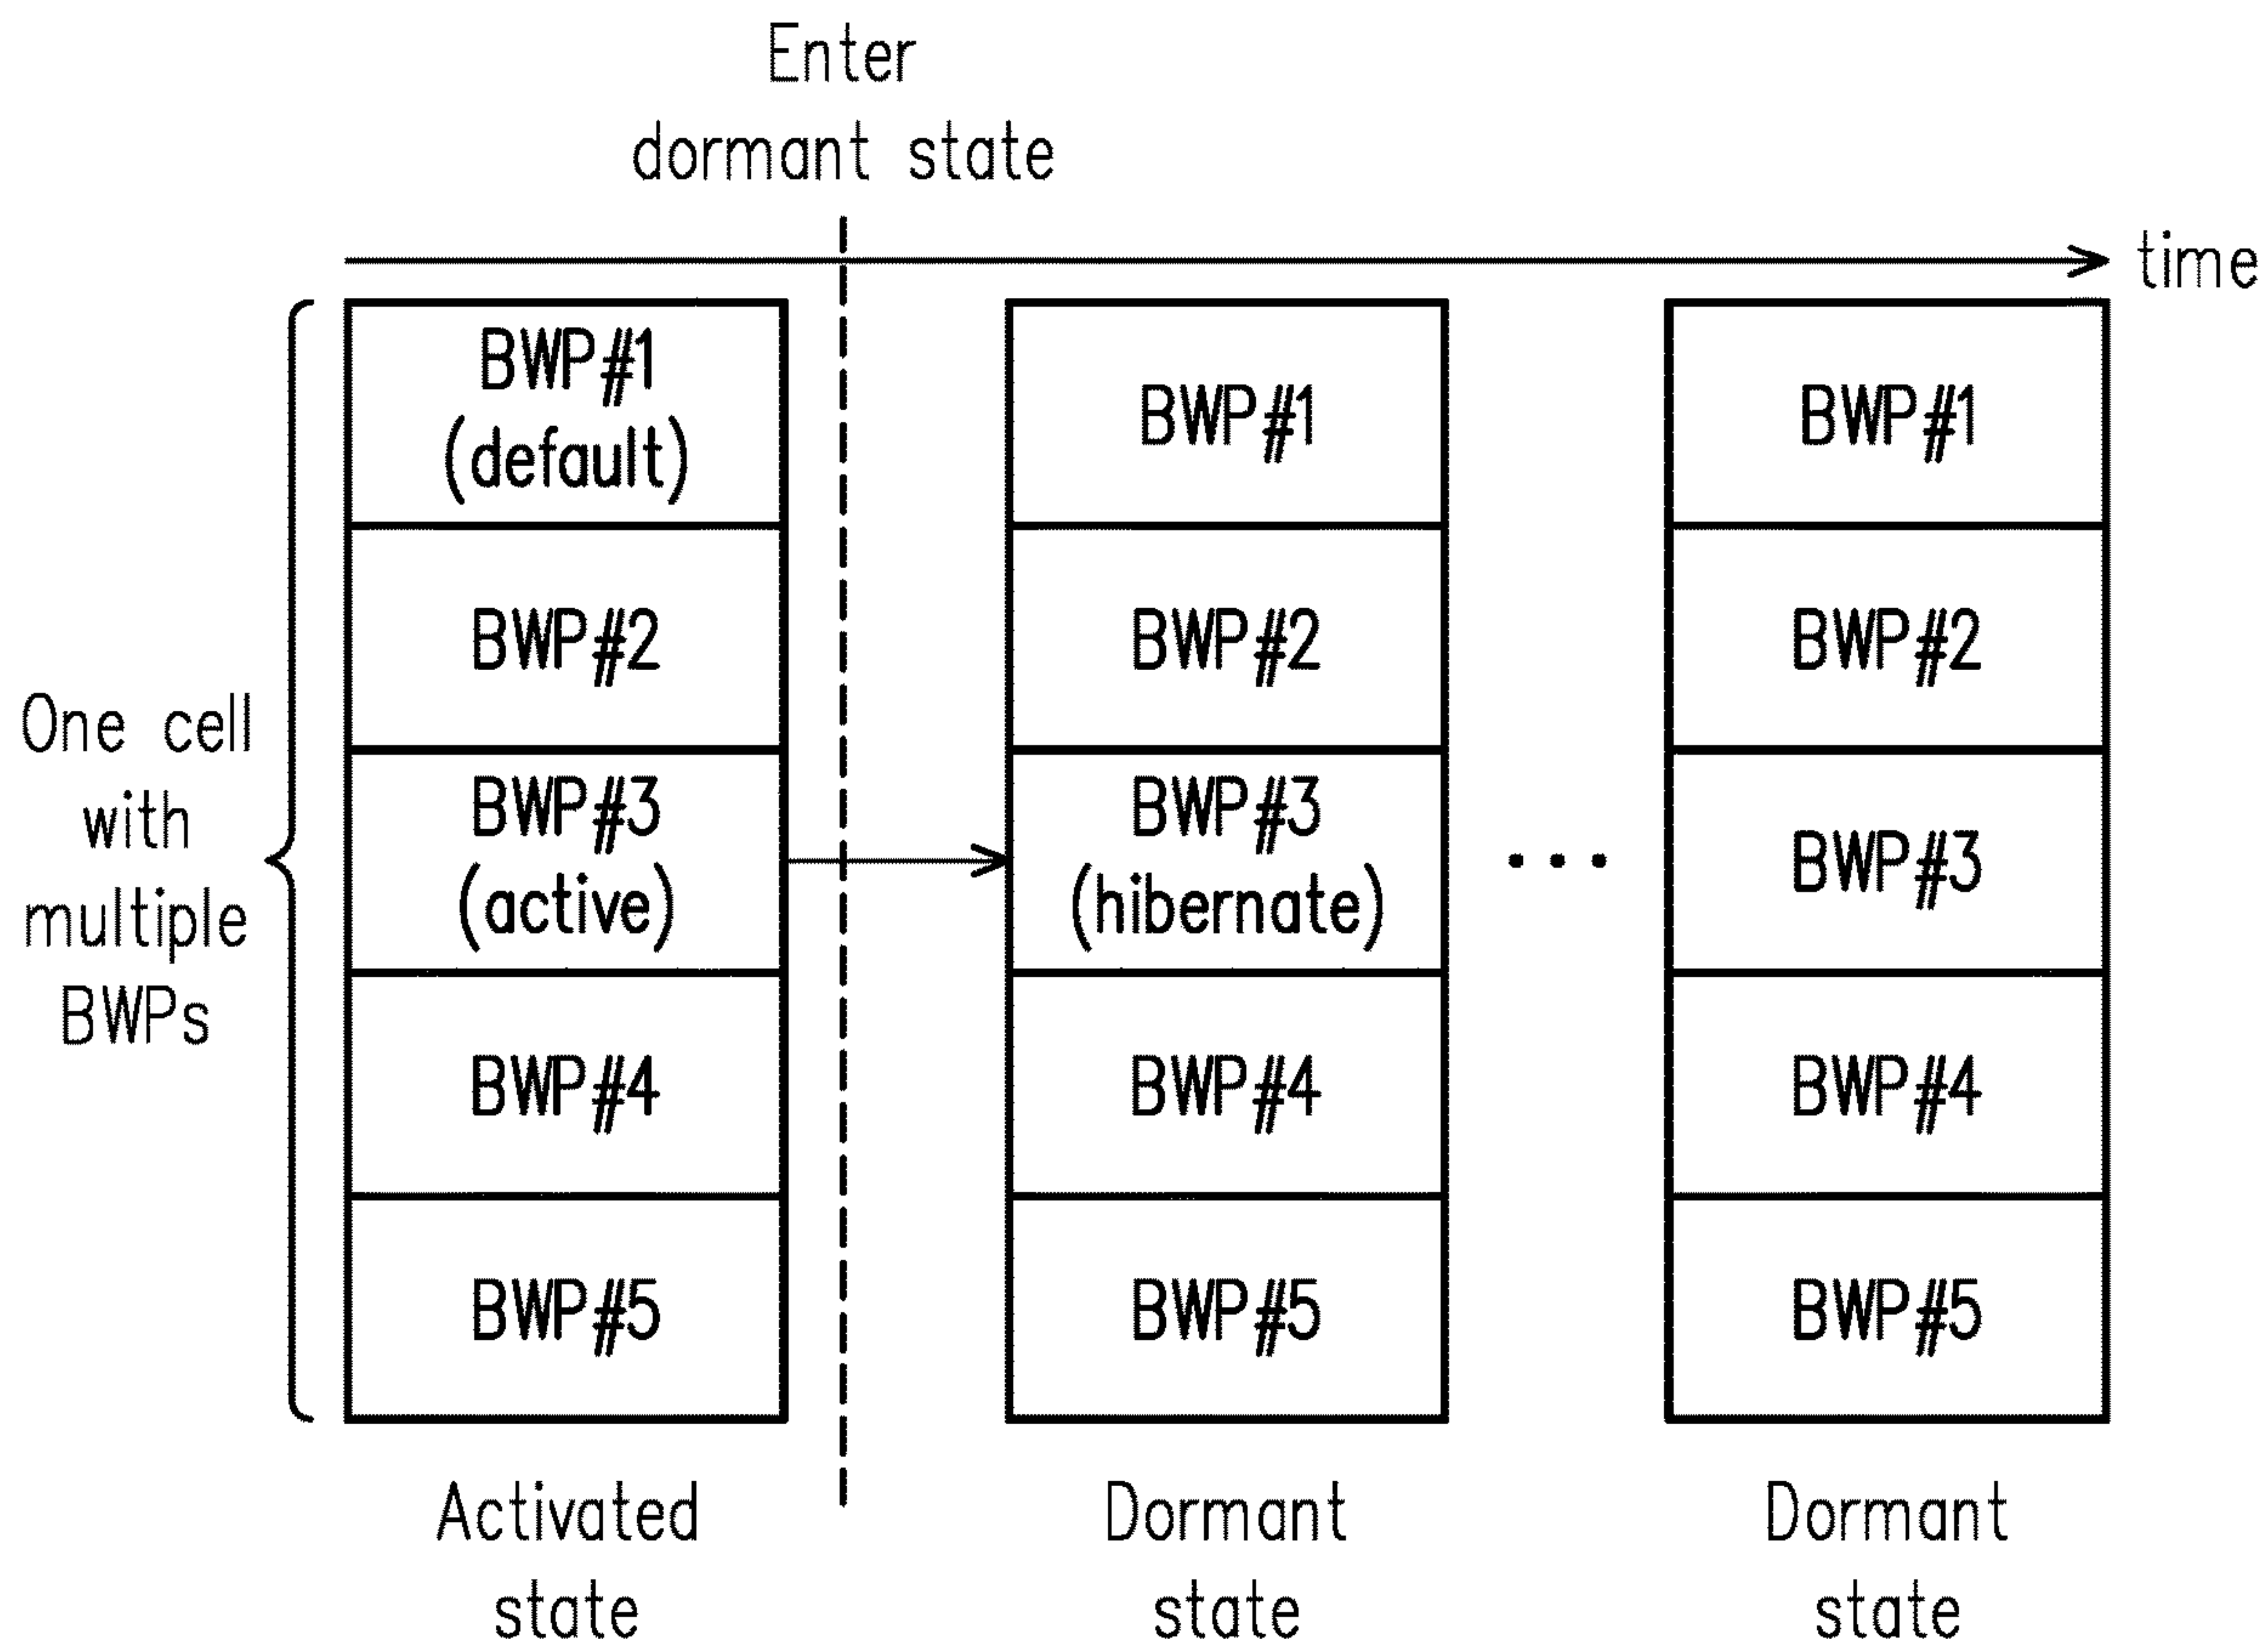 Enter
dormant state
time
One cell
with
multiple
BWPs
BWP#1
(default)
BWP#2
BWP#3
(active)
BWP#4
BWP#5
Activated
state
BWP#1
BWP#2
BWP#3
(hibernate)
BWP#4
BWP#5
Dormant
state
...
BWP#1
BWP#2
BWP#3
BWP#4
BWP#5
Dormant
state